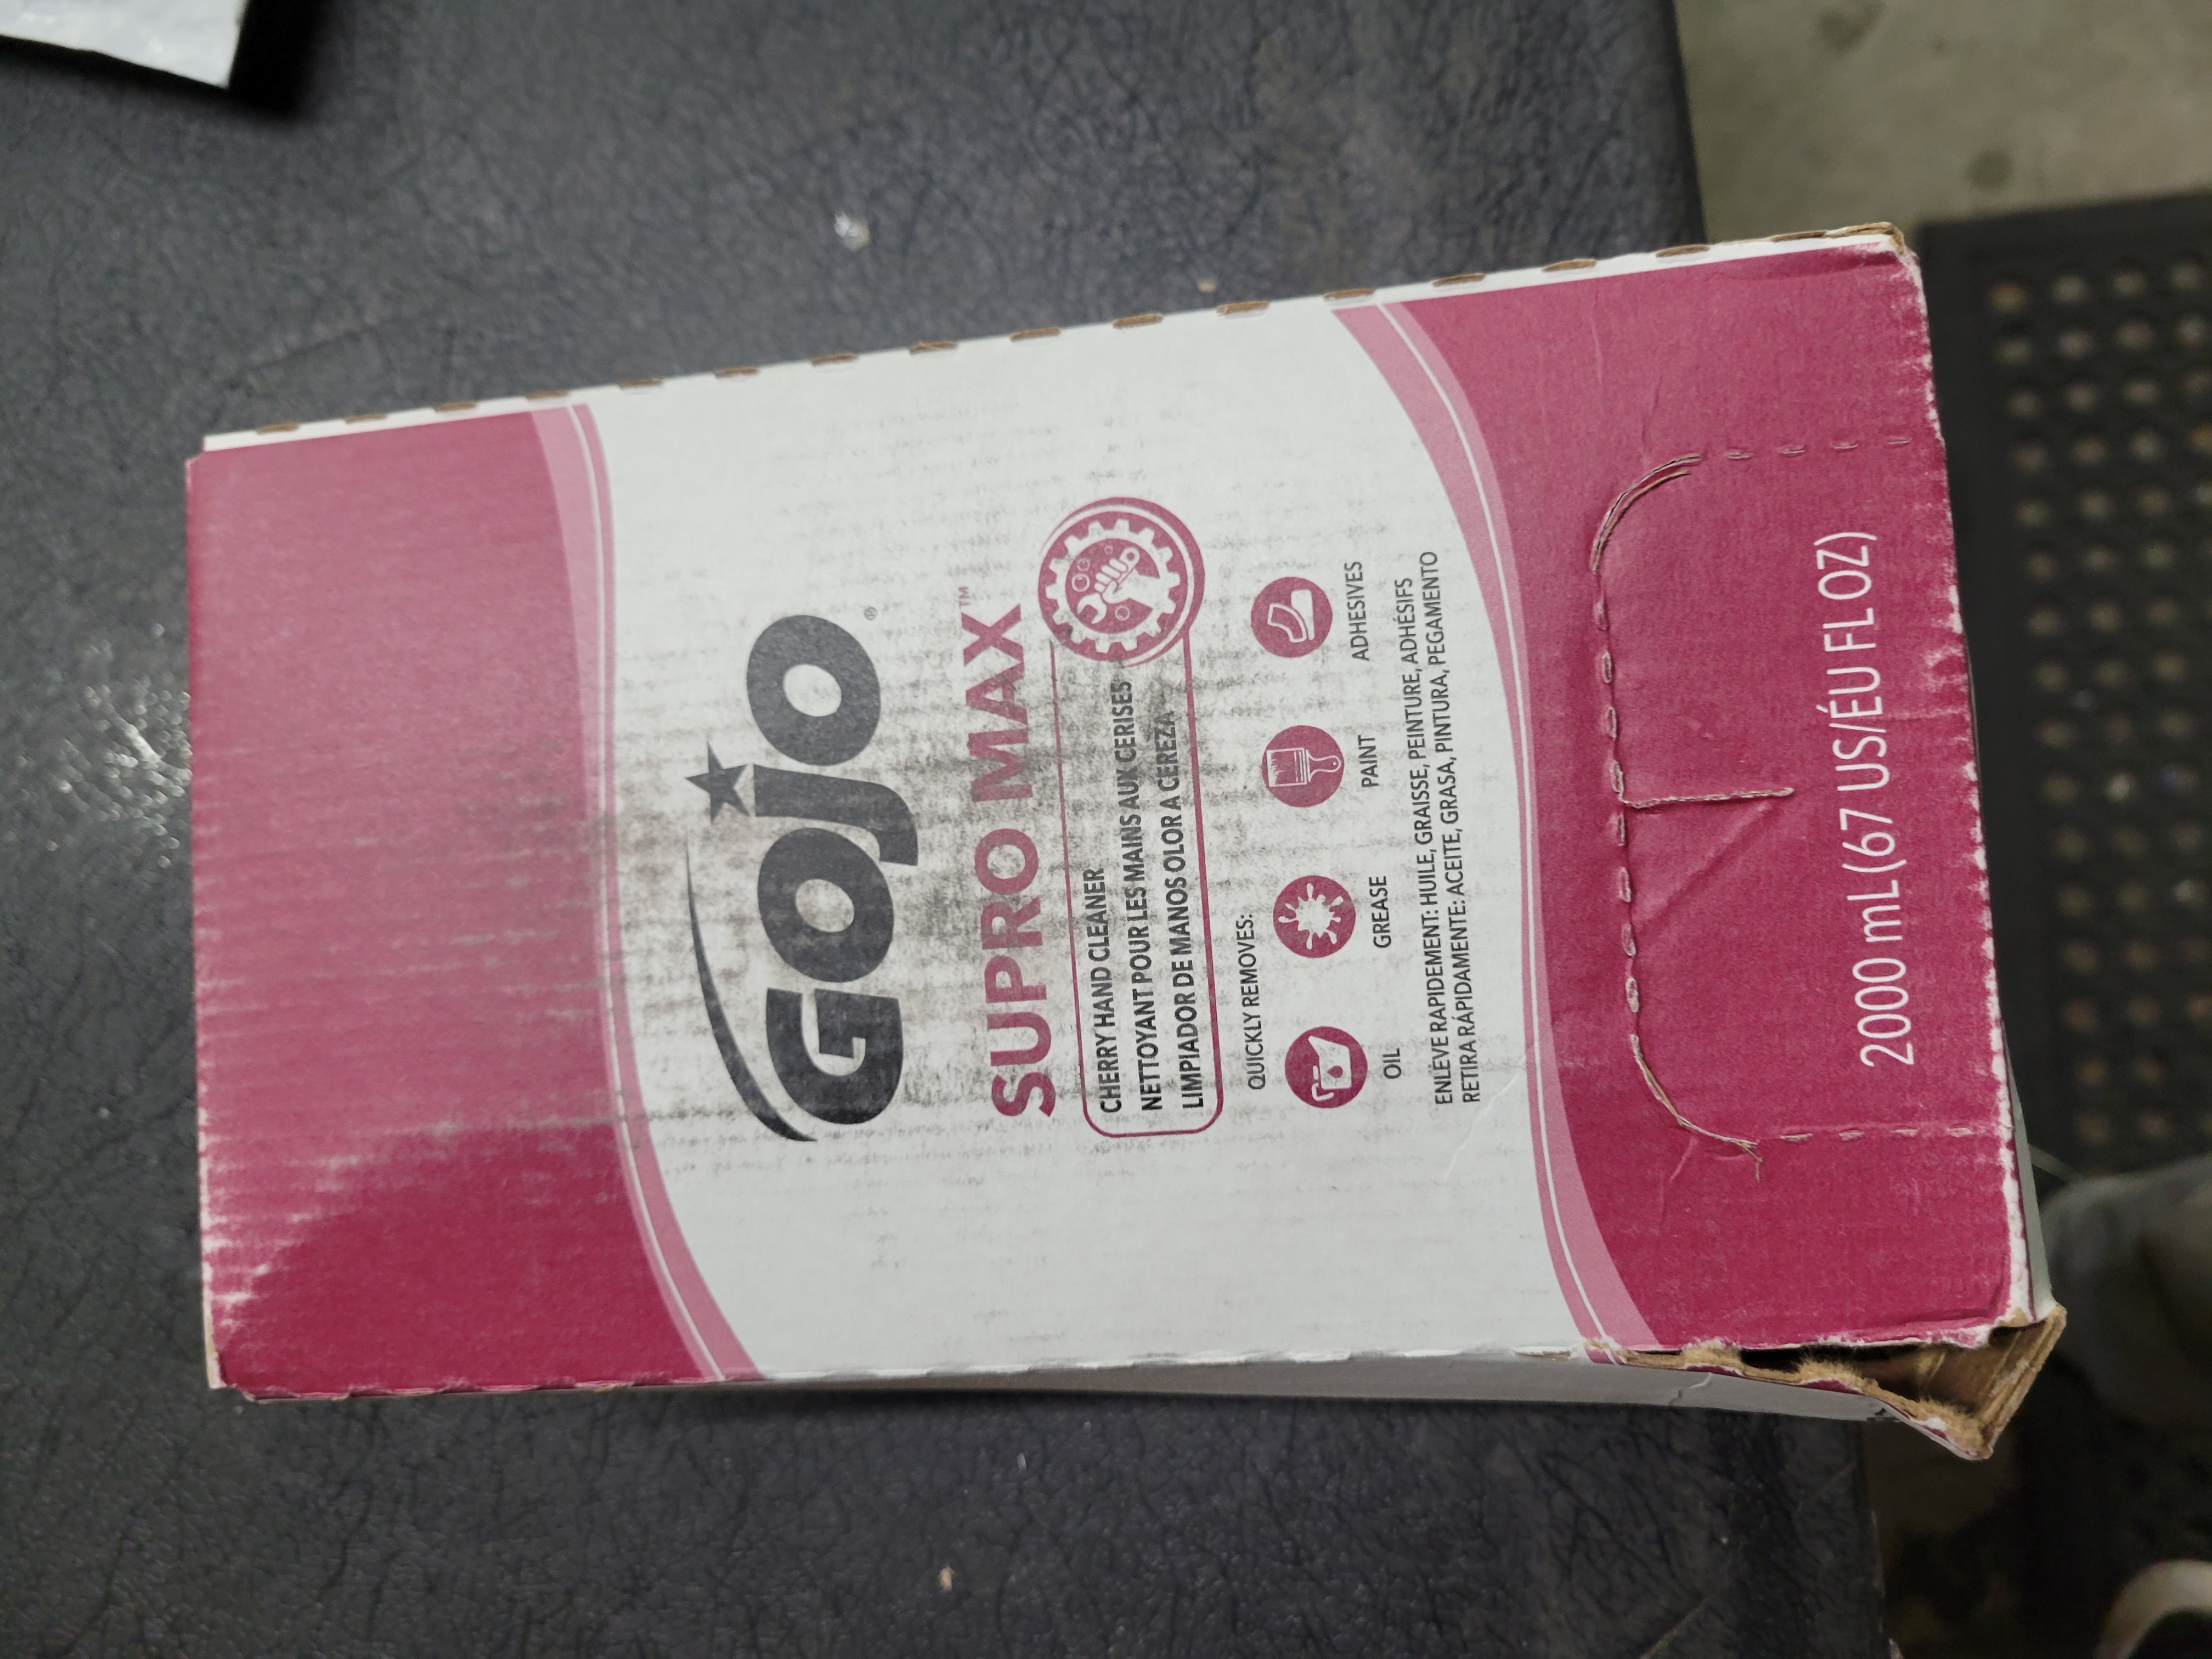 GOJO®
SUPRO MAX™
CHERRY HAND CLEANER
NETTOYANT POUR LES MAINS AUX CERISES
LIMPIADOR DE MANOS OLOR A CEREZA
QUICKLY REMOVES:
OIL GREASE PAINT ADHESIVES
ENLÈVE RAPIDEMENT: HUILE, GRAISSE, PEINTURE, ADHÉSIFS
RETIRA RÁPIDAMENTE: ACEITE, GRASA, PINTURA, PEGAMENTO
2000 mL (67 US/ÉU FL OZ)